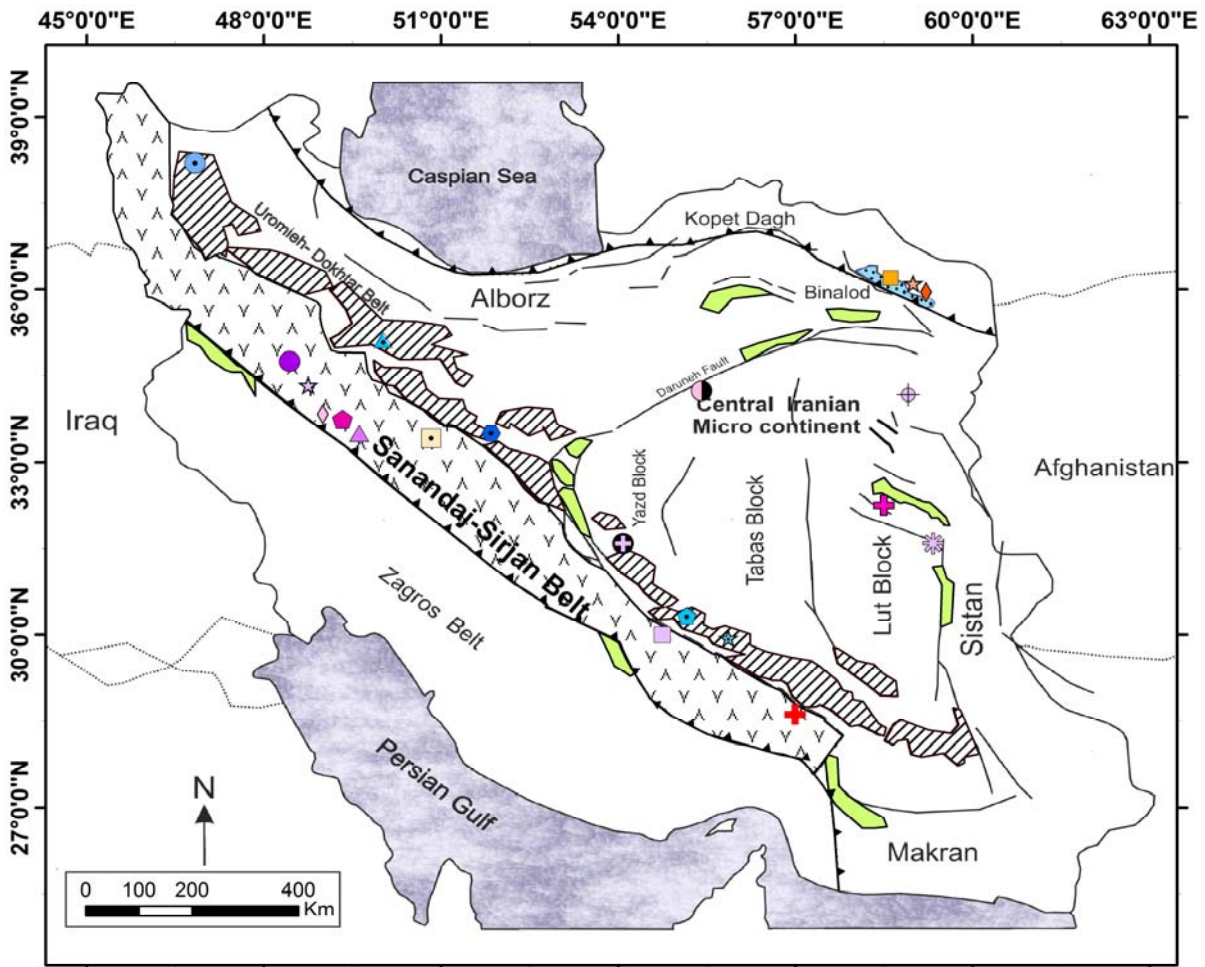 45°0'0"E 48°0'0"E 51°0'0"E 54°0'0"E 57°0'0"E 60°0'0"E 63°0'0"E
39°0'0"N
36°0'0"N
33°0'0"N
30°0'0"N
27°0'0"N
Caspian Sea
Kopet Dagh
Uromieh- Dokhtar Belt
Alborz
Binalod
Daruneh Fault
Iraq
Central Iranian
Micro continent
Afghanistan
Sanandaj-Sirjan Belt
Yazd Block
Tabas Block
Lut Block
Sistan
Zagros Belt
Persian Gulf
Makran
N
0 100 200 400
Km